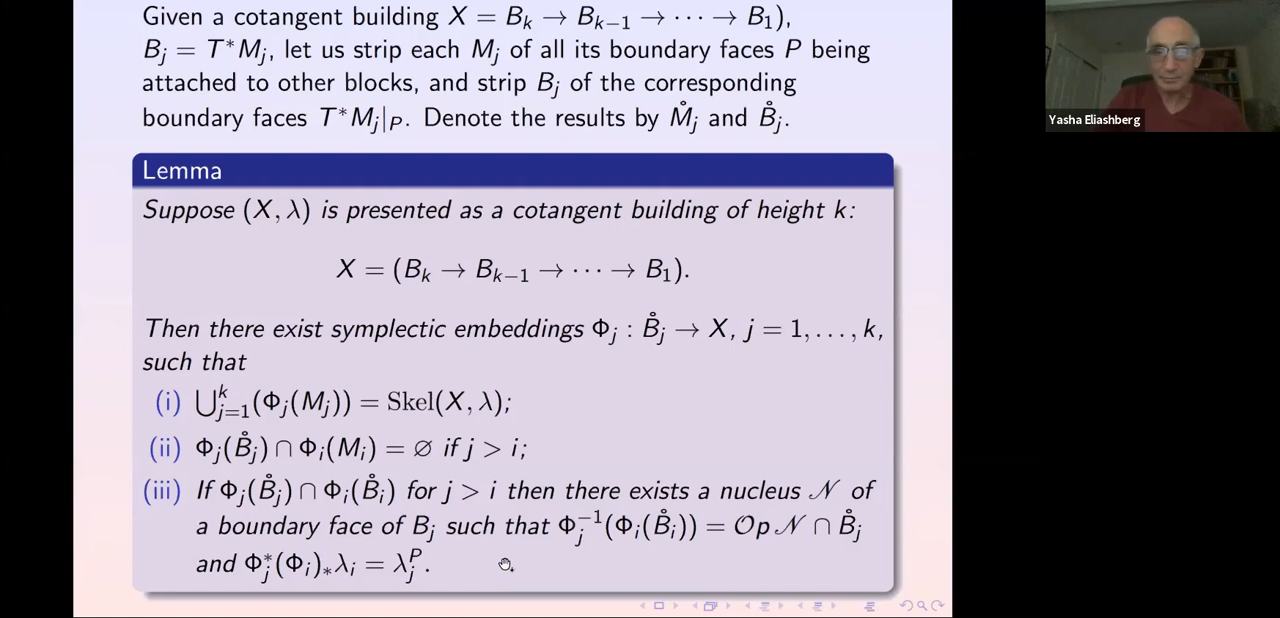 Given a cotangent building X = B_k → B_{k−1} → ⋯ → B_1),
B_j = T*M_j, let us strip each M_j of all its boundary faces P being
attached to other blocks, and strip B_j of the corresponding
boundary faces T*M_j|_P. Denote the results by M̊_j and B̊_j.
Lemma
Suppose (X, λ) is presented as a cotangent building of height k:
X = (B_k → B_{k−1} → ⋯ → B_1).
Then there exist symplectic embeddings Φ_j : B̊_j → X, j = 1, . . . , k,
such that
(i) ⋃_{j=1}^k (Φ_j(M_j)) = Skel(X, λ);
(ii) Φ_j(B̊_j) ∩ Φ_i(M_i) = ∅ if j > i;
(iii) If Φ_j(B̊_j) ∩ Φ_i(B̊_i) for j > i then there exists a nucleus 𝒩 of
a boundary face of B_j such that Φ_j^{−1}(Φ_i(B̊_i)) = 𝒪p 𝒩 ∩ B̊_j
and Φ_j^*(Φ_i)_*λ_i = λ_j^P.
Yasha Eliashberg